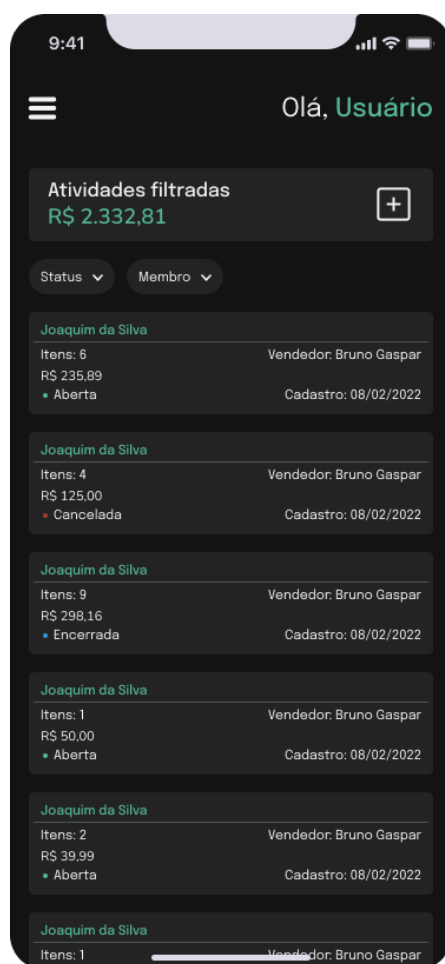 9:41
Olá, Usuário
Atividades filtradas
R$ 2.332,81
Status
Membro
Joaquim da Silva
Itens: 6 Vendedor: Bruno Gaspar
R$ 235,89
Aberta Cadastro: 08/02/2022
Joaquim da Silva
Itens: 4 Vendedor: Bruno Gaspar
R$ 125,00
Cancelada Cadastro: 08/02/2022
Joaquim da Silva
Itens: 9 Vendedor: Bruno Gaspar
R$ 298,16
Encerrada Cadastro: 08/02/2022
Joaquim da Silva
Itens: 1 Vendedor: Bruno Gaspar
R$ 50,00
Aberta Cadastro: 08/02/2022
Joaquim da Silva
Itens: 2 Vendedor: Bruno Gaspar
R$ 39,99
Aberta Cadastro: 08/02/2022
Joaquim da Silva
Itens: 1 Vendedor: Bruno Gaspar